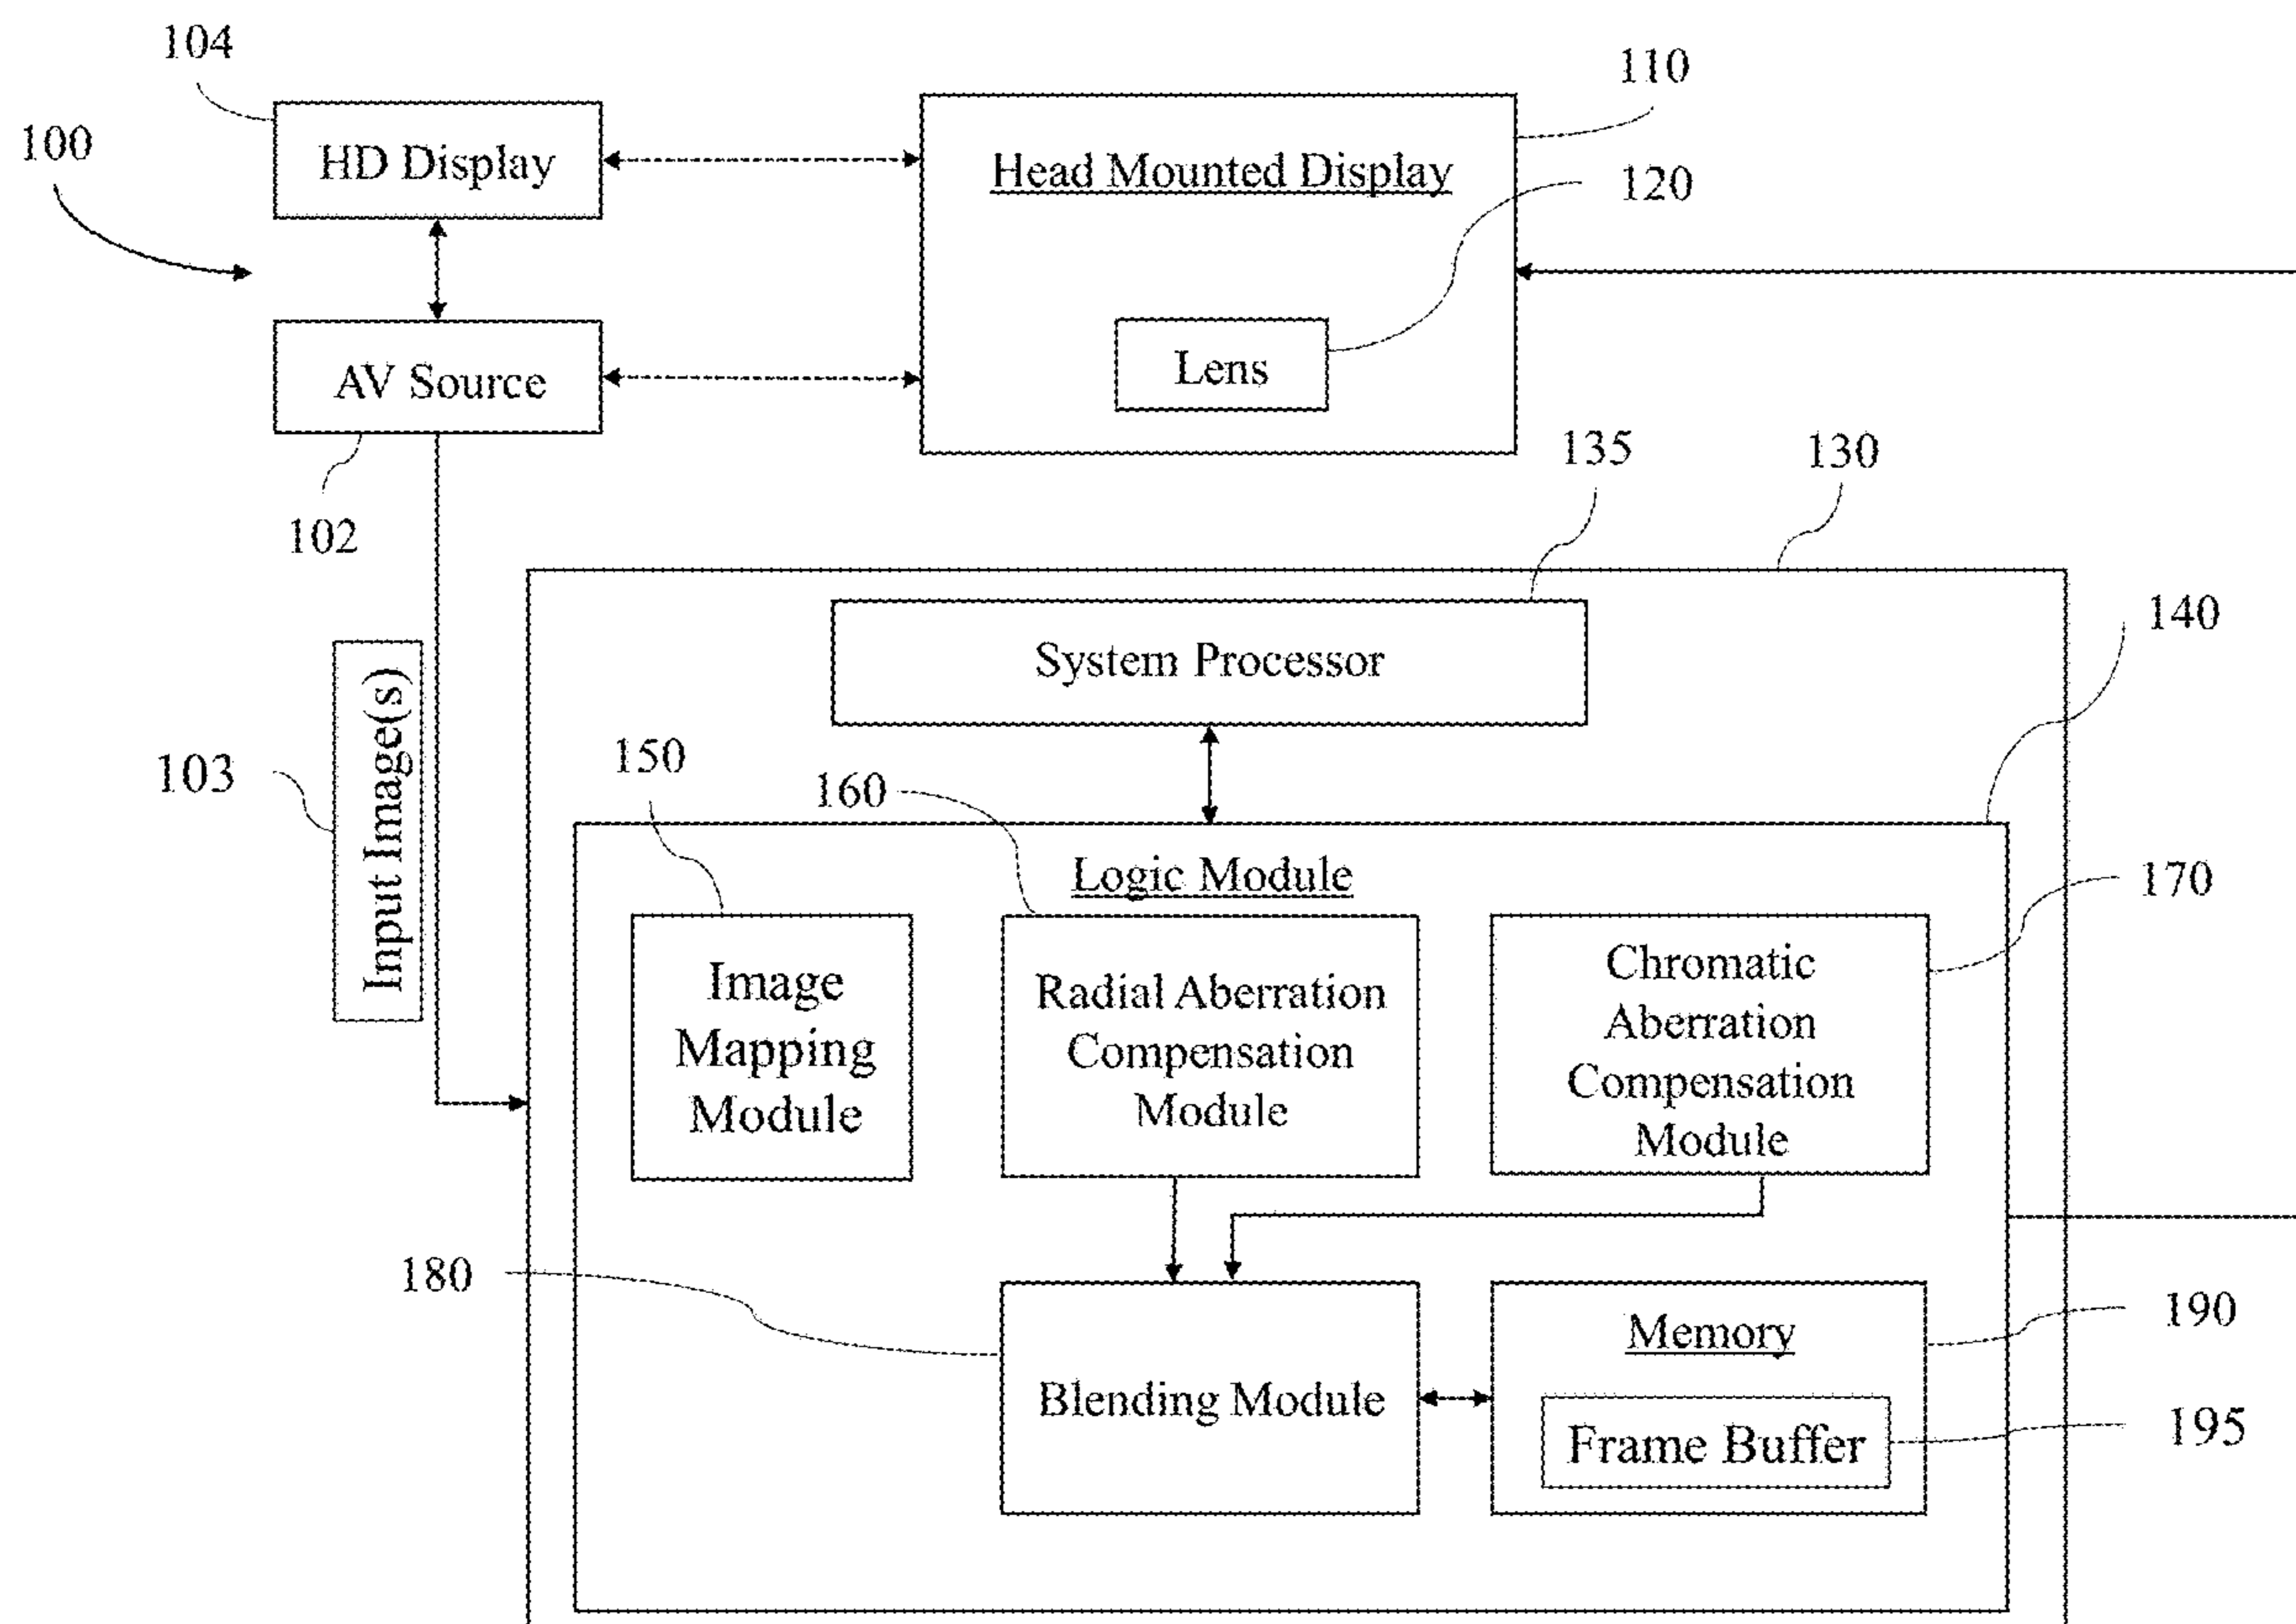 104
HD Display
100
AV Source
102
110
Head Mounted Display
120
Lens
135
130
System Processor
140
103
Input Image(s)
150
160
Logic Module
170
Image
Mapping
Module
Radial Aberration
Compensation
Module
Chromatic
Aberration
Compensation
Module
180
Blending Module
190
Memory
Frame Buffer
195